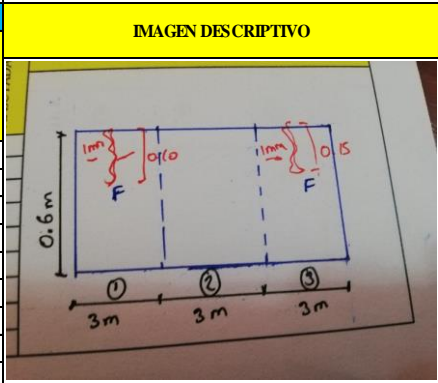 IMAGEN DESCRIPTIVO
1mm 0.10 1mm 0.15
F F
0.6m
① ② ③
3m 3m 3m